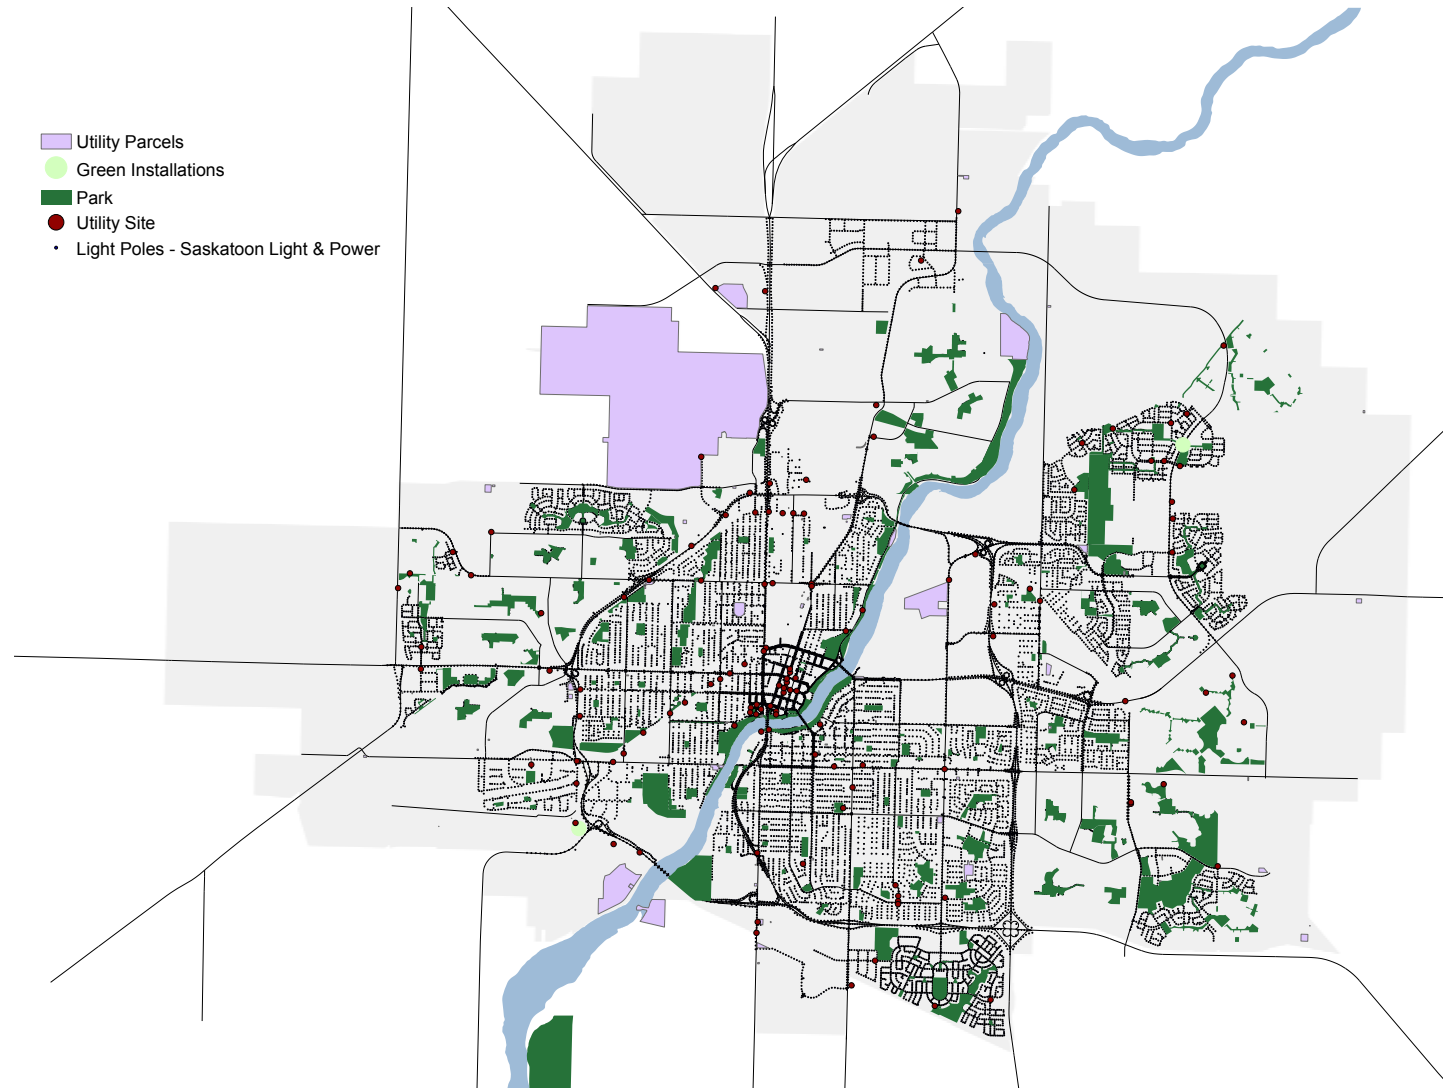 Utility Parcels
Green Installations
Park
Utility Site
Light Poles - Saskatoon Light & Power